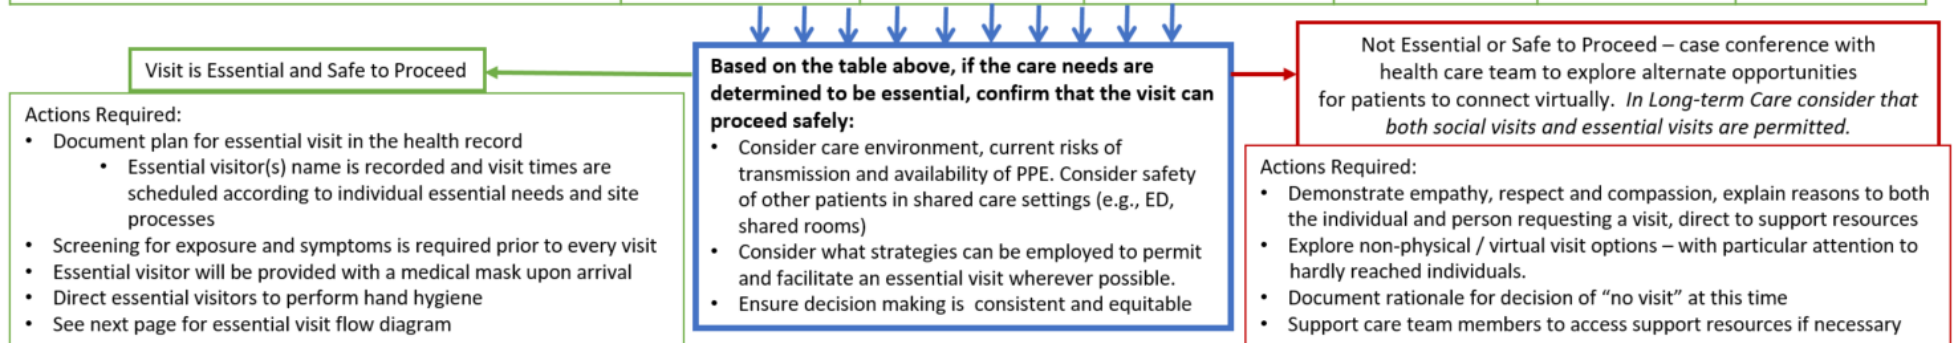 Visit is Essential and Safe to Proceed
Actions Required:
• Document plan for essential visit in the health record
• Essential visitor(s) name is recorded and visit times are
scheduled according to individual essential needs and site
processes
• Screening for exposure and symptoms is required prior to every visit
• Essential visitor will be provided with a medical mask upon arrival
• Direct essential visitors to perform hand hygiene
• See next page for essential visit flow diagram
Based on the table above, if the care needs are
determined to be essential, confirm that the visit can
proceed safely:
• Consider care environment, current risks of
transmission and availability of PPE. Consider safety
of other patients in shared care settings (e.g., ED,
shared rooms)
• Consider what strategies can be employed to permit
and facilitate an essential visit wherever possible.
• Ensure decision making is consistent and equitable
Not Essential or Safe to Proceed – case conference with
health care team to explore alternate opportunities
for patients to connect virtually. In Long-term Care consider that
both social visits and essential visits are permitted.
Actions Required:
• Demonstrate empathy, respect and compassion, explain reasons to both
the individual and person requesting a visit, direct to support resources
• Explore non-physical / virtual visit options – with particular attention to
hardly reached individuals.
• Document rationale for decision of “no visit” at this time
• Support care team members to access support resources if necessary